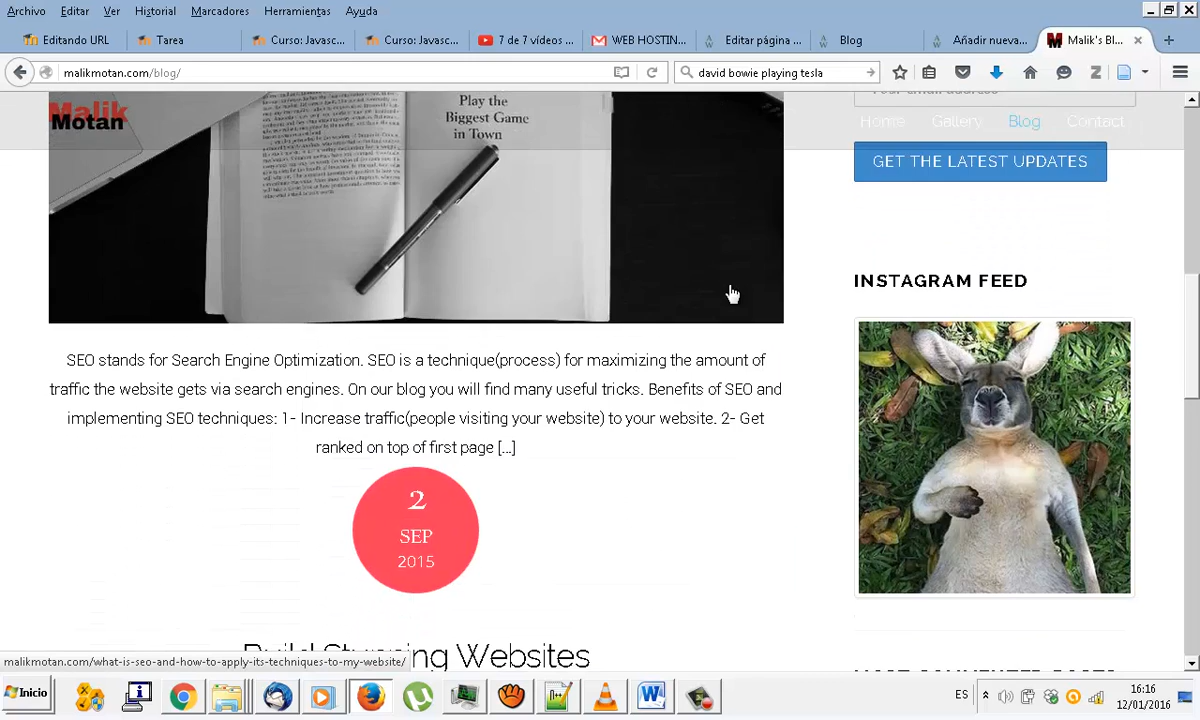 Archivo Editar Ver Historial Marcadores Herramientas Ayuda
Editando URL Tarea Curso: Javasc... Curso: Javasc... 7 de 7 vídeos ... WEB HOSTIN... Editar página ... Blog Añadir nueva... Malik's Bl...
malikmotan.com/blog/ david bowie playing tesla
Malik
Motan
Play the
Biggest Game
in Town
Your email address
Home Gallery Blog Contact
GET THE LATEST UPDATES
INSTAGRAM FEED
SEO stands for Search Engine Optimization. SEO is a technique(process) for maximizing the amount of
traffic the website gets via search engines. On our blog you will find many useful tricks. Benefits of SEO and
implementing SEO techniques: 1- Increase traffic(people visiting your website) to your website. 2- Get
ranked on top of first page [...]
2
SEP
2015
Build Stunning Websites
malikmotan.com/what-is-seo-and-how-to-apply-its-techniques-to-my-website/
Inicio
ES
16:16
12/01/2016